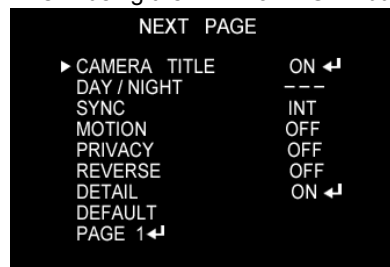 NEXT PAGE
▶ CAMERA TITLE ON ↵
DAY / NIGHT - - -
SYNC INT
MOTION OFF
PRIVACY OFF
REVERSE OFF
DETAIL ON ↵
DEFAULT
PAGE 1↵